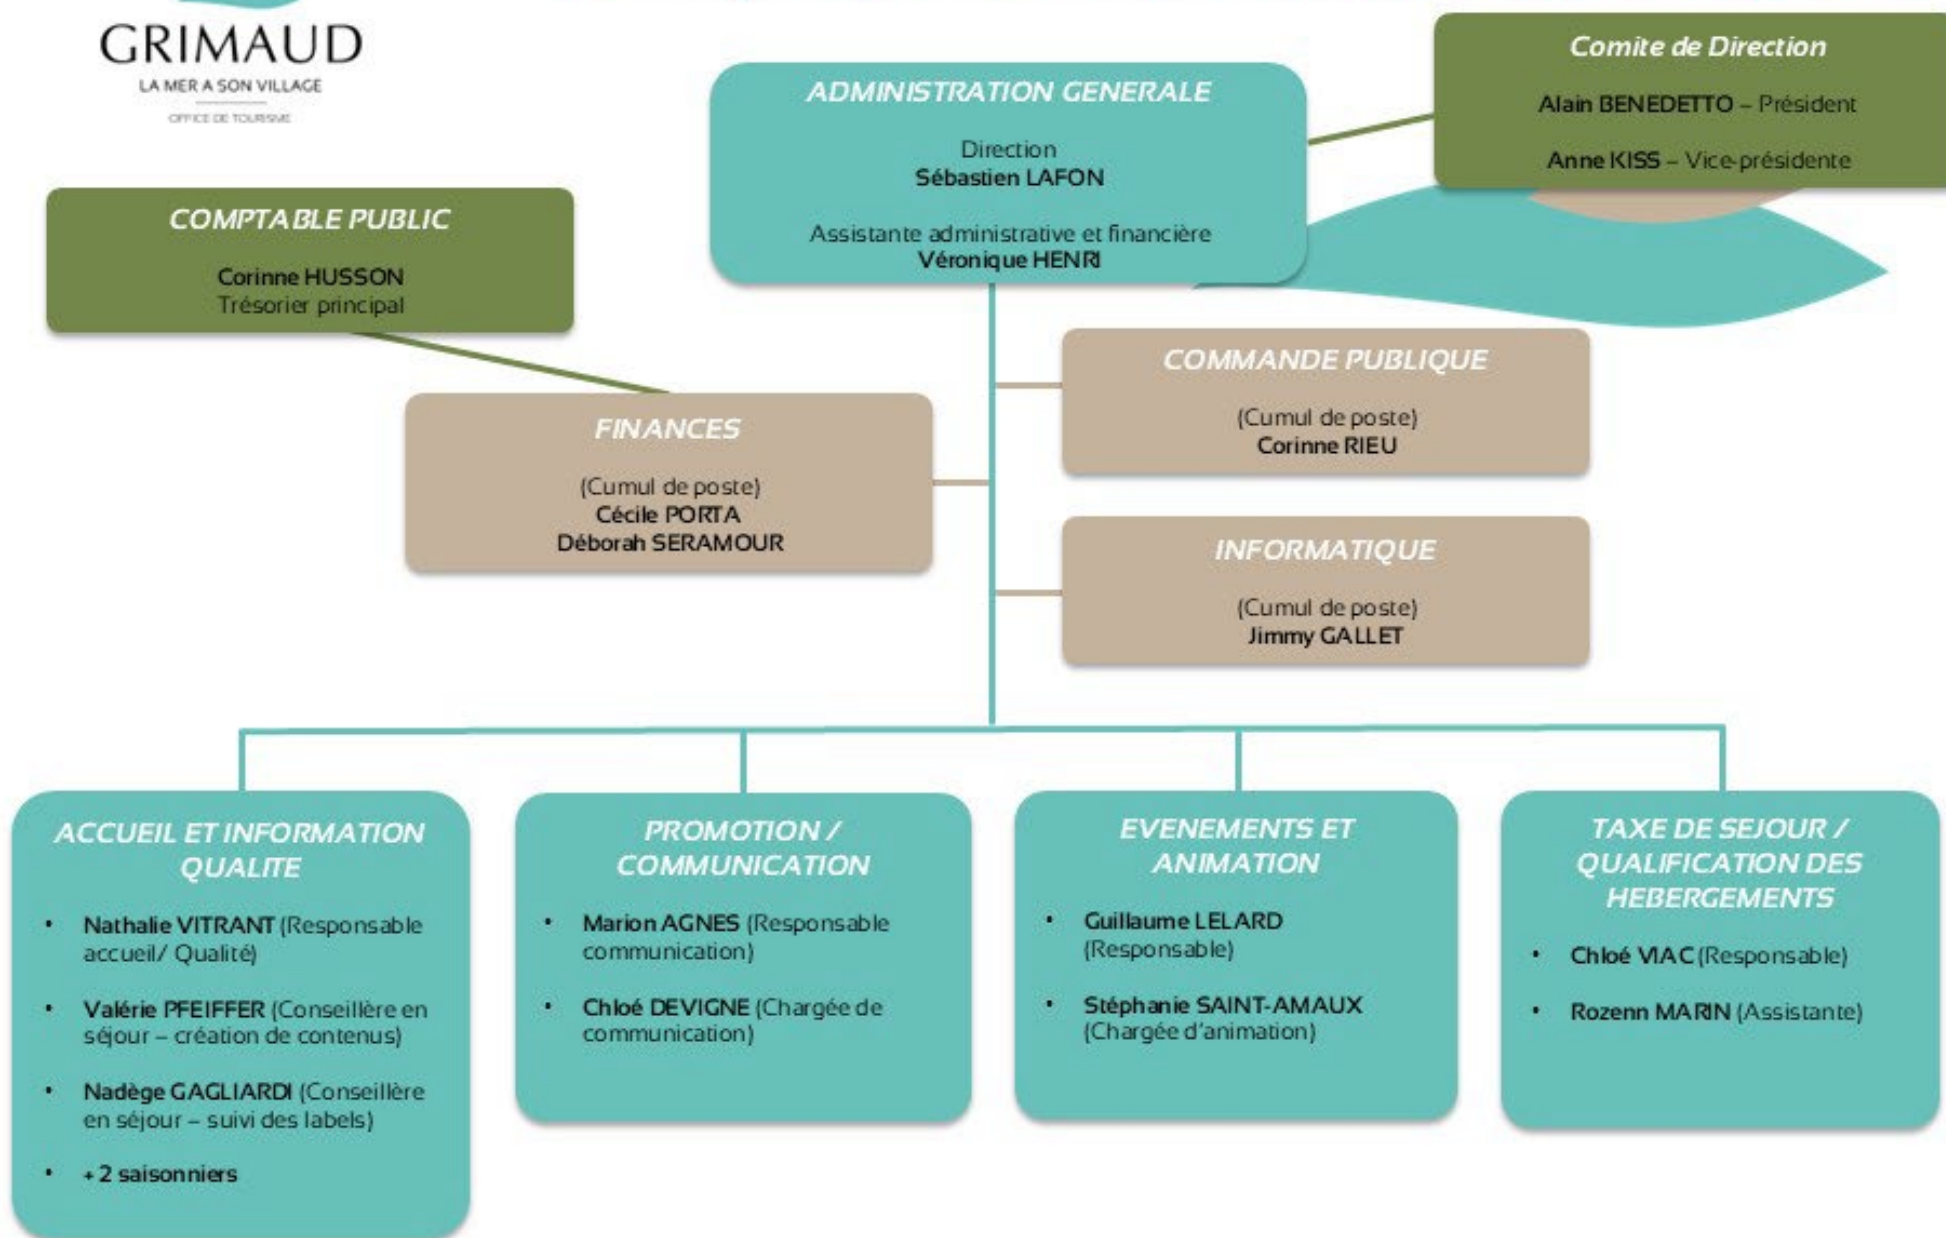 GRIMAUD
LA MER A SON VILLAGE
OFFICE DE TOURISME
Comite de Direction
Alain BENEDETTO – Président
Anne KISS – Vice-présidente
ADMINISTRATION GENERALE
Direction
Sébastien LAFON
Assistante administrative et financière
Véronique HENRI
COMPTABLE PUBLIC
Corinne HUSSON
Trésorier principal
COMMANDE PUBLIQUE
(Cumul de poste)
Corinne RIEU
FINANCES
(Cumul de poste)
Cécile PORTA
Déborah SERAMOUR
INFORMATIQUE
(Cumul de poste)
Jimmy GALLET
ACCUEIL ET INFORMATION
QUALITE
• Nathalie VITRANT (Responsable
accueil/ Qualité)
• Valérie PFEIFFER (Conseillère en
séjour – création de contenus)
• Nadège GAGLIARDI (Conseillère
en séjour – suivi des labels)
• + 2 saisonniers
PROMOTION /
COMMUNICATION
• Marion AGNES (Responsable
communication)
• Chloé DEVIGNE (Chargée de
communication)
EVENEMENTS ET
ANIMATION
• Guillaume LELARD
(Responsable)
• Stéphanie SAINT-AMAUX
(Chargée d'animation)
TAXE DE SEJOUR /
QUALIFICATION DES
HEBERGEMENTS
• Chloé VIAC (Responsable)
• Rozenn MARIN (Assistante)